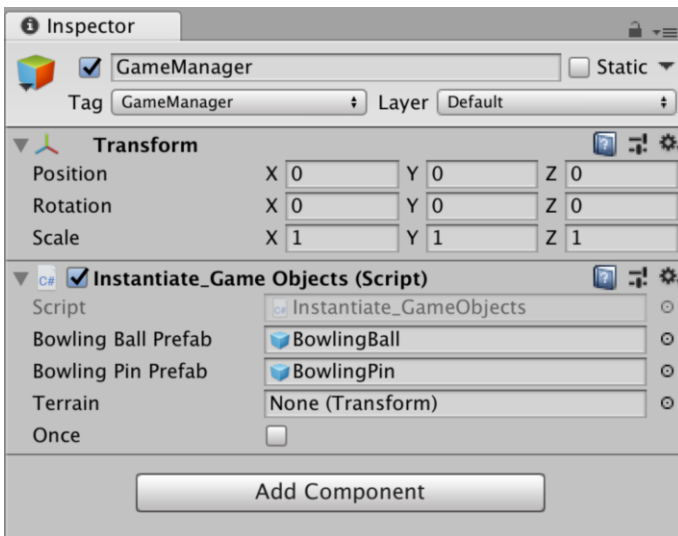 Inspector
GameManager Static
Tag GameManager Layer Default
Transform
Position X 0 Y 0 Z 0
Rotation X 0 Y 0 Z 0
Scale X 1 Y 1 Z 1
C# Instantiate_Game Objects (Script)
Script Instantiate_GameObjects
Bowling Ball Prefab BowlingBall
Bowling Pin Prefab BowlingPin
Terrain None (Transform)
Once
Add Component